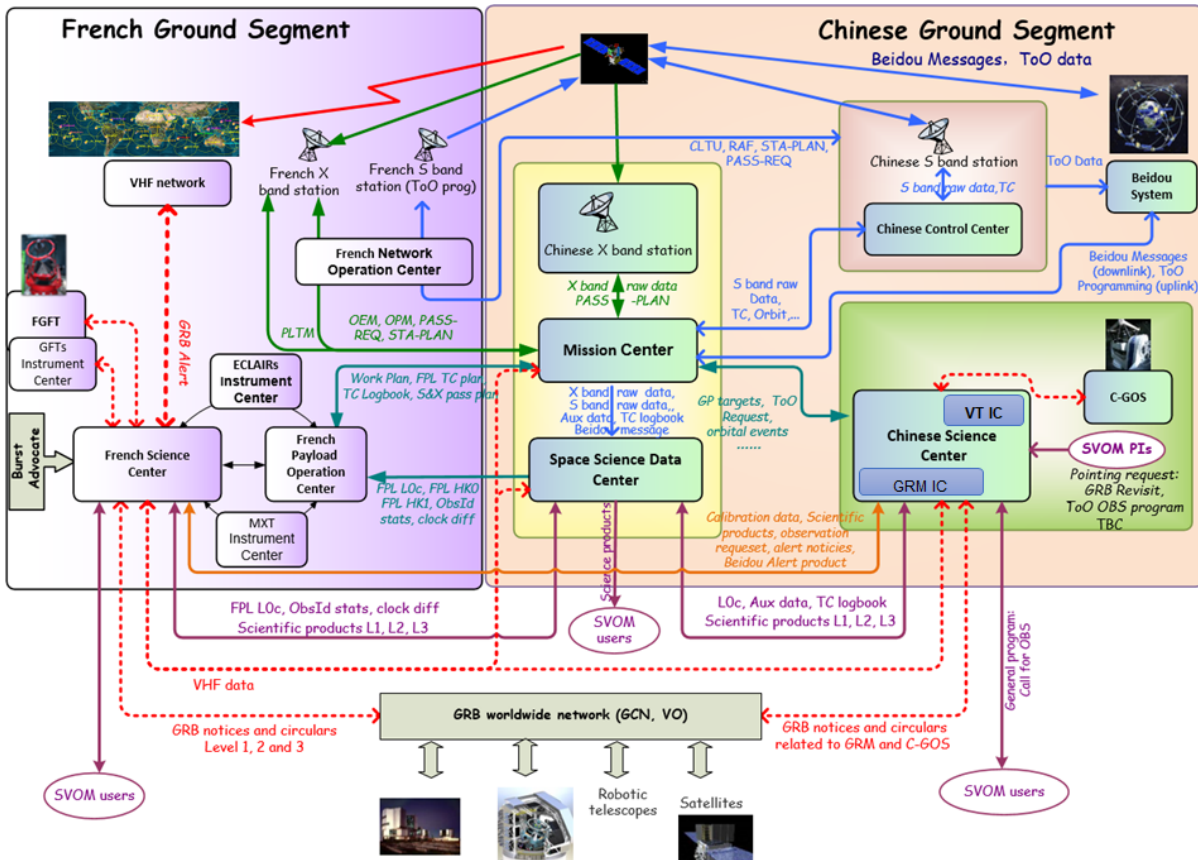 French Ground Segment
Chinese Ground Segment
Beidou Messages, ToO data
VHF network
French X
band station
French S band
station (ToO prog)
CLTU, RAF, STA-PLAN,
PASS-REQ
Chinese S band station
S band raw data,TC
Chinese Control Center
ToO Data
Beidou
System
Chinese X band station
French Network
Operation Center
X band raw data
PASS -PLAN
S band raw
Data,
TC, Orbit,...
Beidou Messages
(downlink), ToO
Programming (uplink)
FGFT
GFTs
Instrument
Center
GRB Alert
PLTM
OEM, OPM, PASS-
REQ, STA-PLAN
Mission Center
ECLAIRs
Instrument
Center
Work Plan, FPL TC plan,
TC Logbook, S&X pass plan
X band raw data,
S band raw data,,
Aux data, TC logbook
Beidou message
GP targets, ToO
Request,
orbital events
......
C-GOS
VT IC
Chinese Science
Center
GRM IC
SVOM PIs
Pointing request:
GRB Revisit,
ToO OBS program
TBC
Burst
Advocate
French Science
Center
French
Payload
Operation
Center
Space Science Data
Center
FPL L0c, FPL HK0
FPL HK1, ObsId
stats, clock diff
MXT
Instrument
Center
Calibration data, Scientific
products, observation
requeset, alert noticies,
Beidou Alert product
Science products
FPL L0c, ObsId stats, clock diff
Scientific products L1, L2, L3
SVOM
users
L0c, Aux data, TC logbook
Scientific products L1, L2, L3
General program:
Call for OBS
VHF data
GRB worldwide network (GCN, VO)
GRB notices and circulars
Level 1, 2 and 3
GRB notices and circulars
related to GRM and C-GOS
SVOM users
Robotic
telescopes
Satellites
SVOM users